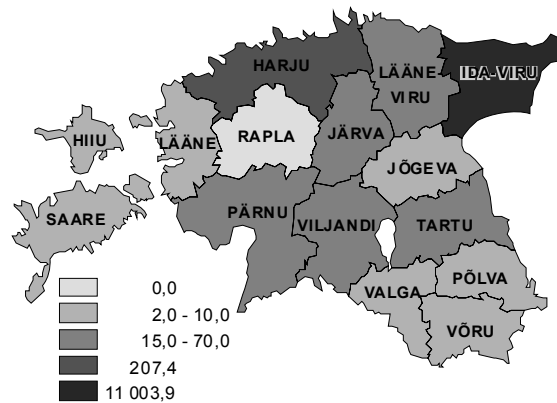 HARJU
LÄÄNE-
VIRU
IDA-VIRU
HIIU
LÄÄNE
RAPLA
JÄRVA
JÕGEVA
SAARE
PÄRNU
VILJANDI
TARTU
VALGA
PÕLVA
VÕRU
0,0
2,0 - 10,0
15,0 - 70,0
207,4
11 003,9